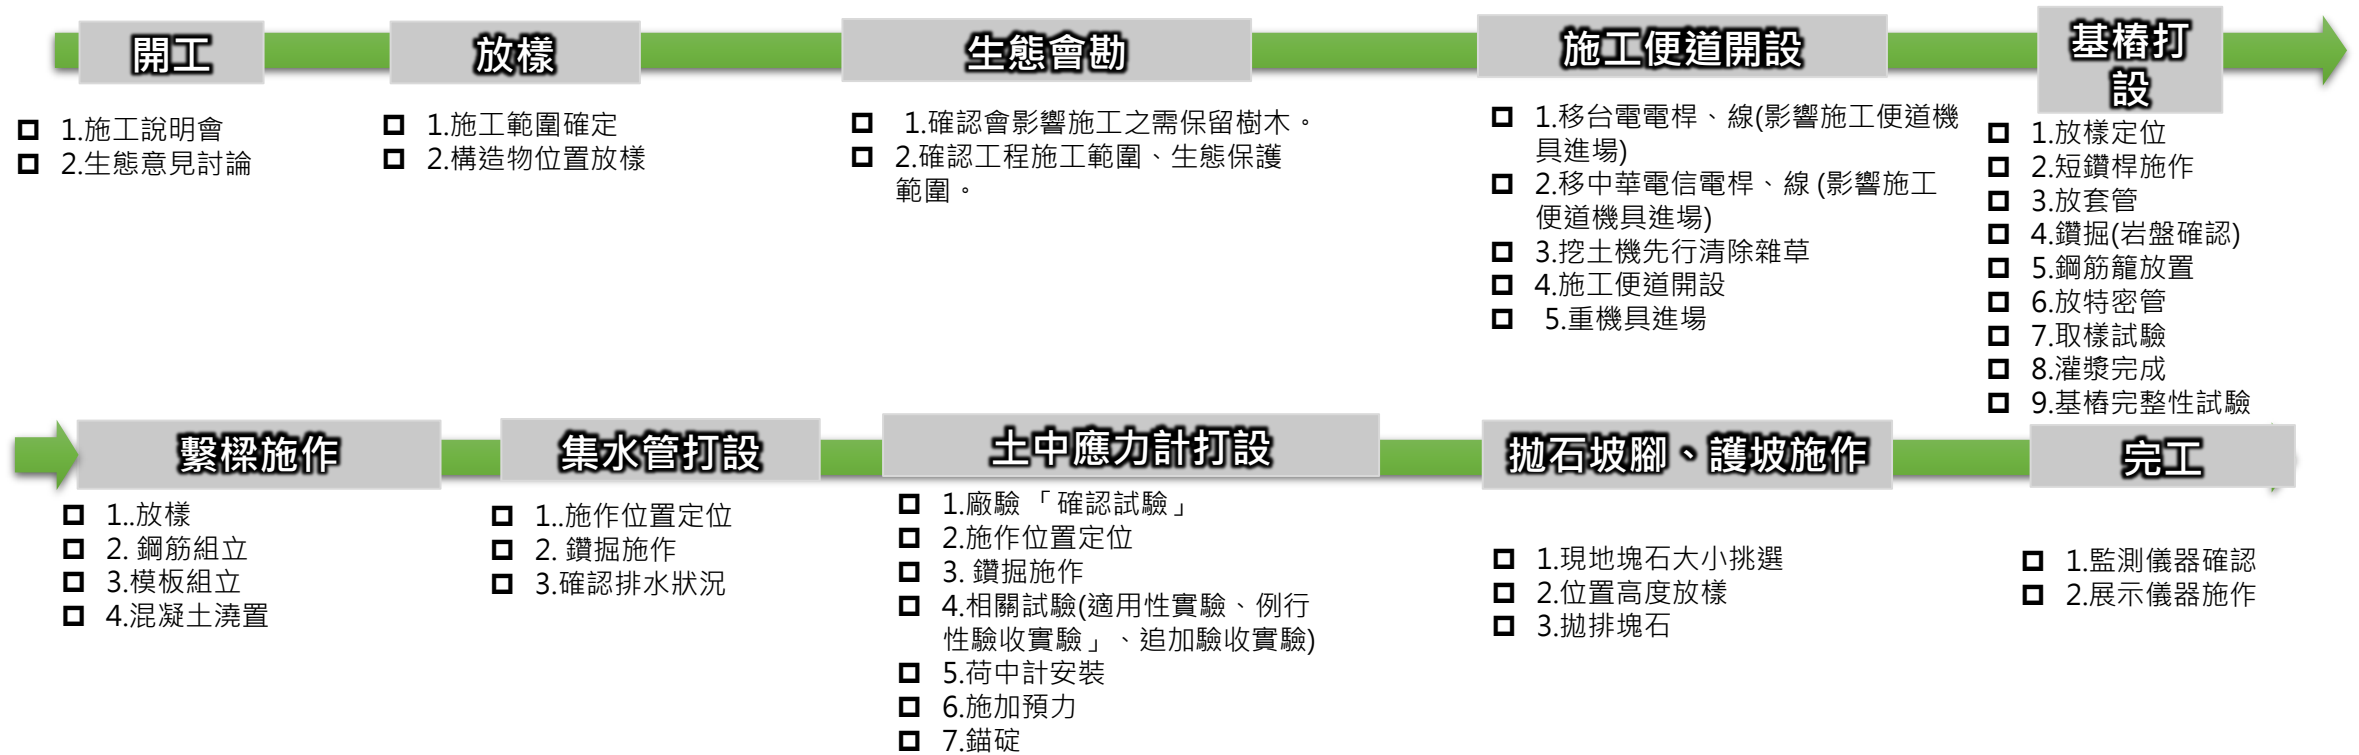 開工
1.施工說明會
2.生態意見討論
放樣
1.施工範圍確定
2.構造物位置放樣
生態會勘
1.確認會影響施工之需保留樹木。
2.確認工程施工範圍、生態保護
範圍。
施工便道開設
1.移台電電桿、線(影響施工便道機
具進場)
2.移中華電信電桿、線 (影響施工
便道機具進場)
3.挖土機先行清除雜草
4.施工便道開設
5.重機具進場
基樁打
設
1.放樣定位
2.短鑽桿施作
3.放套管
4.鑽掘(岩盤確認)
5.鋼筋籠放置
6.放特密管
7.取樣試驗
8.灌漿完成
9.基樁完整性試驗
繫樑施作
1..放樣
2. 鋼筋組立
3.模板組立
4.混凝土澆置
集水管打設
1..施作位置定位
2. 鑽掘施作
3.確認排水狀況
土中應力計打設
1.廠驗「確認試驗」
2.施作位置定位
3. 鑽掘施作
4.相關試驗(適用性實驗、例行
性驗收實驗」、追加驗收實驗)
5.荷中計安裝
6.施加預力
7.錨碇
拋石坡腳、護坡施作
1.現地塊石大小挑選
2.位置高度放樣
3.拋排塊石
完工
1.監測儀器確認
2.展示儀器施作